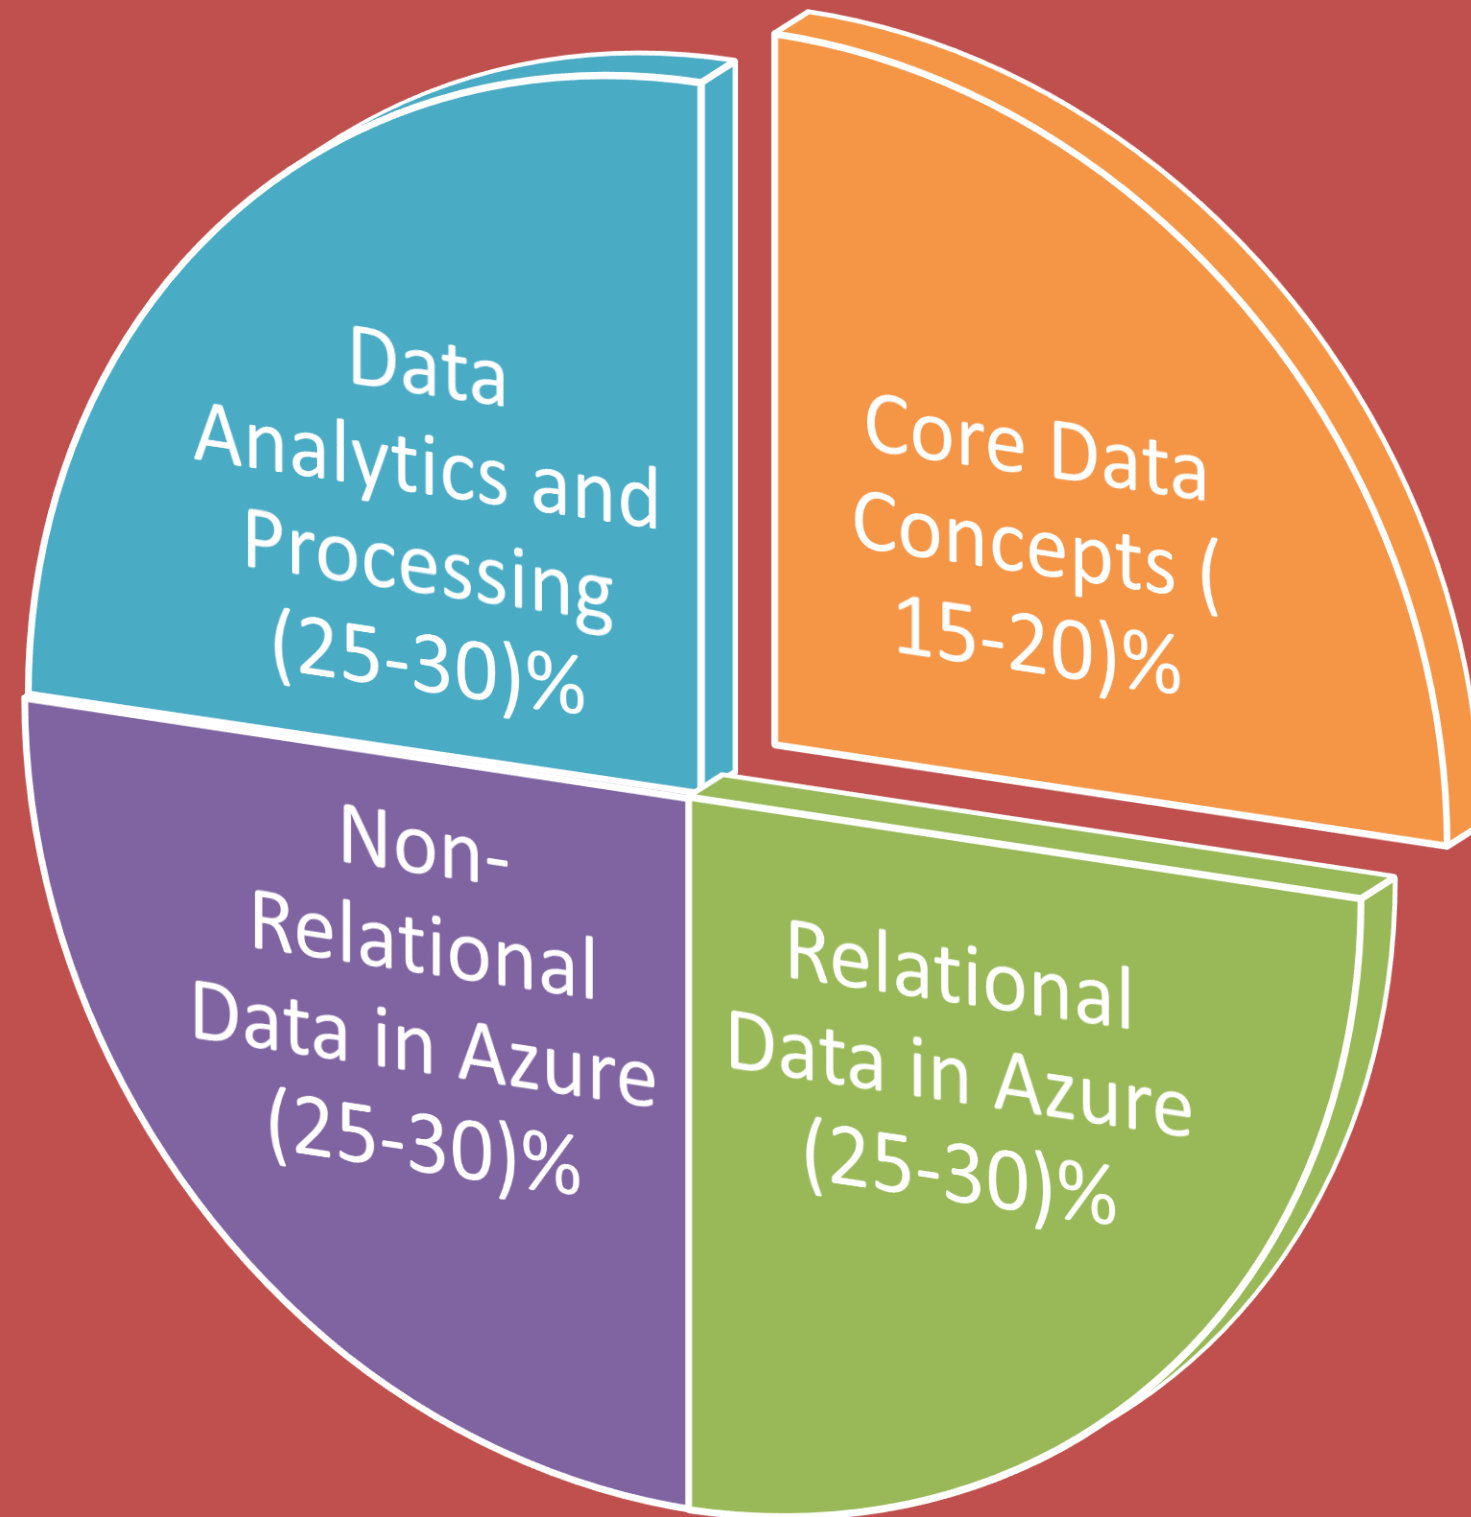 Data
Analytics and
Processing
(25-30)%
Core Data
Concepts (
15-20)%
Non-
Relational
Data in Azure
(25-30)%
Relational
Data in Azure
(25-30)%